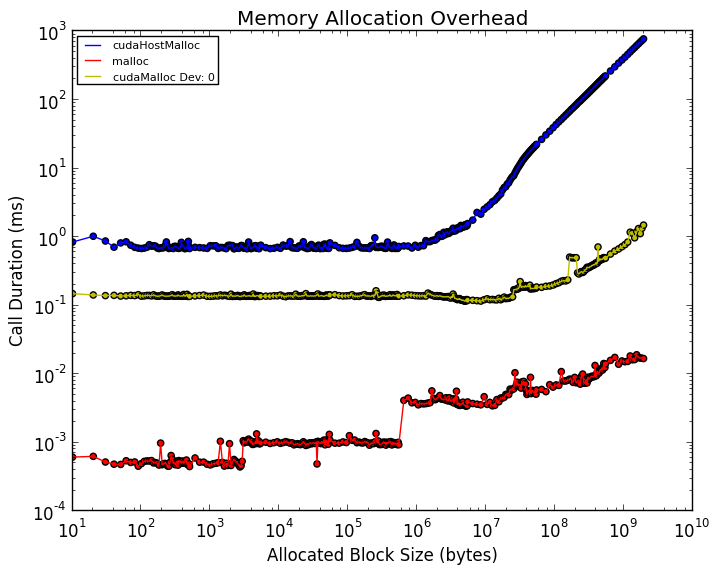 Memory Allocation Overhead
cudaHostMalloc
malloc
cudaMalloc Dev: 0
Call Duration (ms)
10^3
10^2
10^1
10^0
10^-1
10^-2
10^-3
10^-4
10^1 10^2 10^3 10^4 10^5 10^6 10^7 10^8 10^9 10^10
Allocated Block Size (bytes)